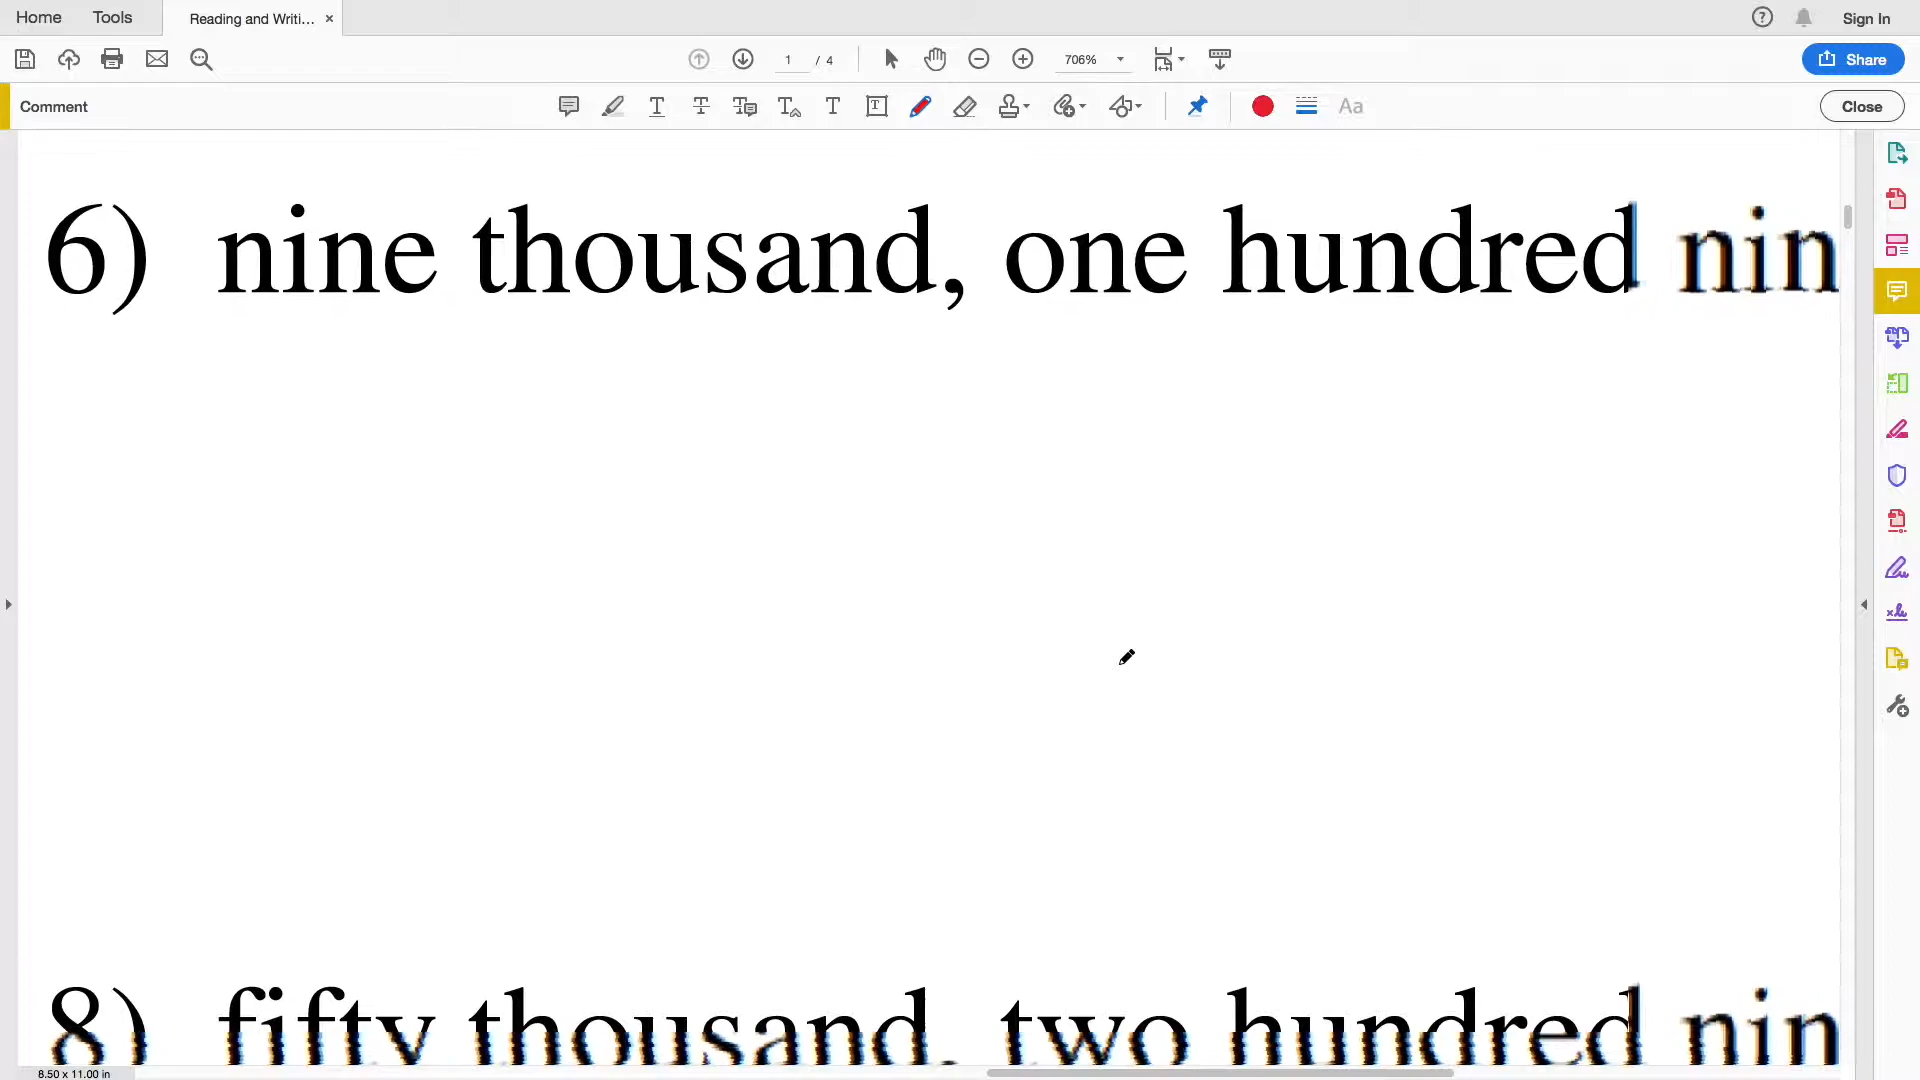 Home Tools Reading and Writi... × Sign In
1 / 4 706% Share
Comment Aa Close
6) nine thousand, one hundred nin
8) fifty thousand, two hundred nin
8.50 x 11.00 in